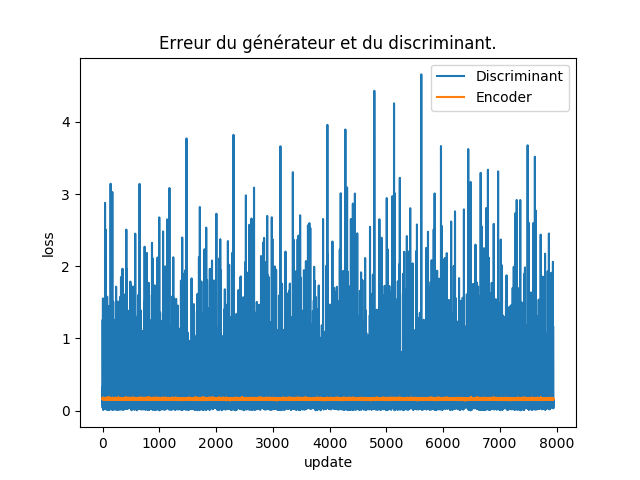 Erreur du générateur et du discriminant.
Discriminant
Encoder
loss
4
3
2
1
0
0 1000 2000 3000 4000 5000 6000 7000 8000
update